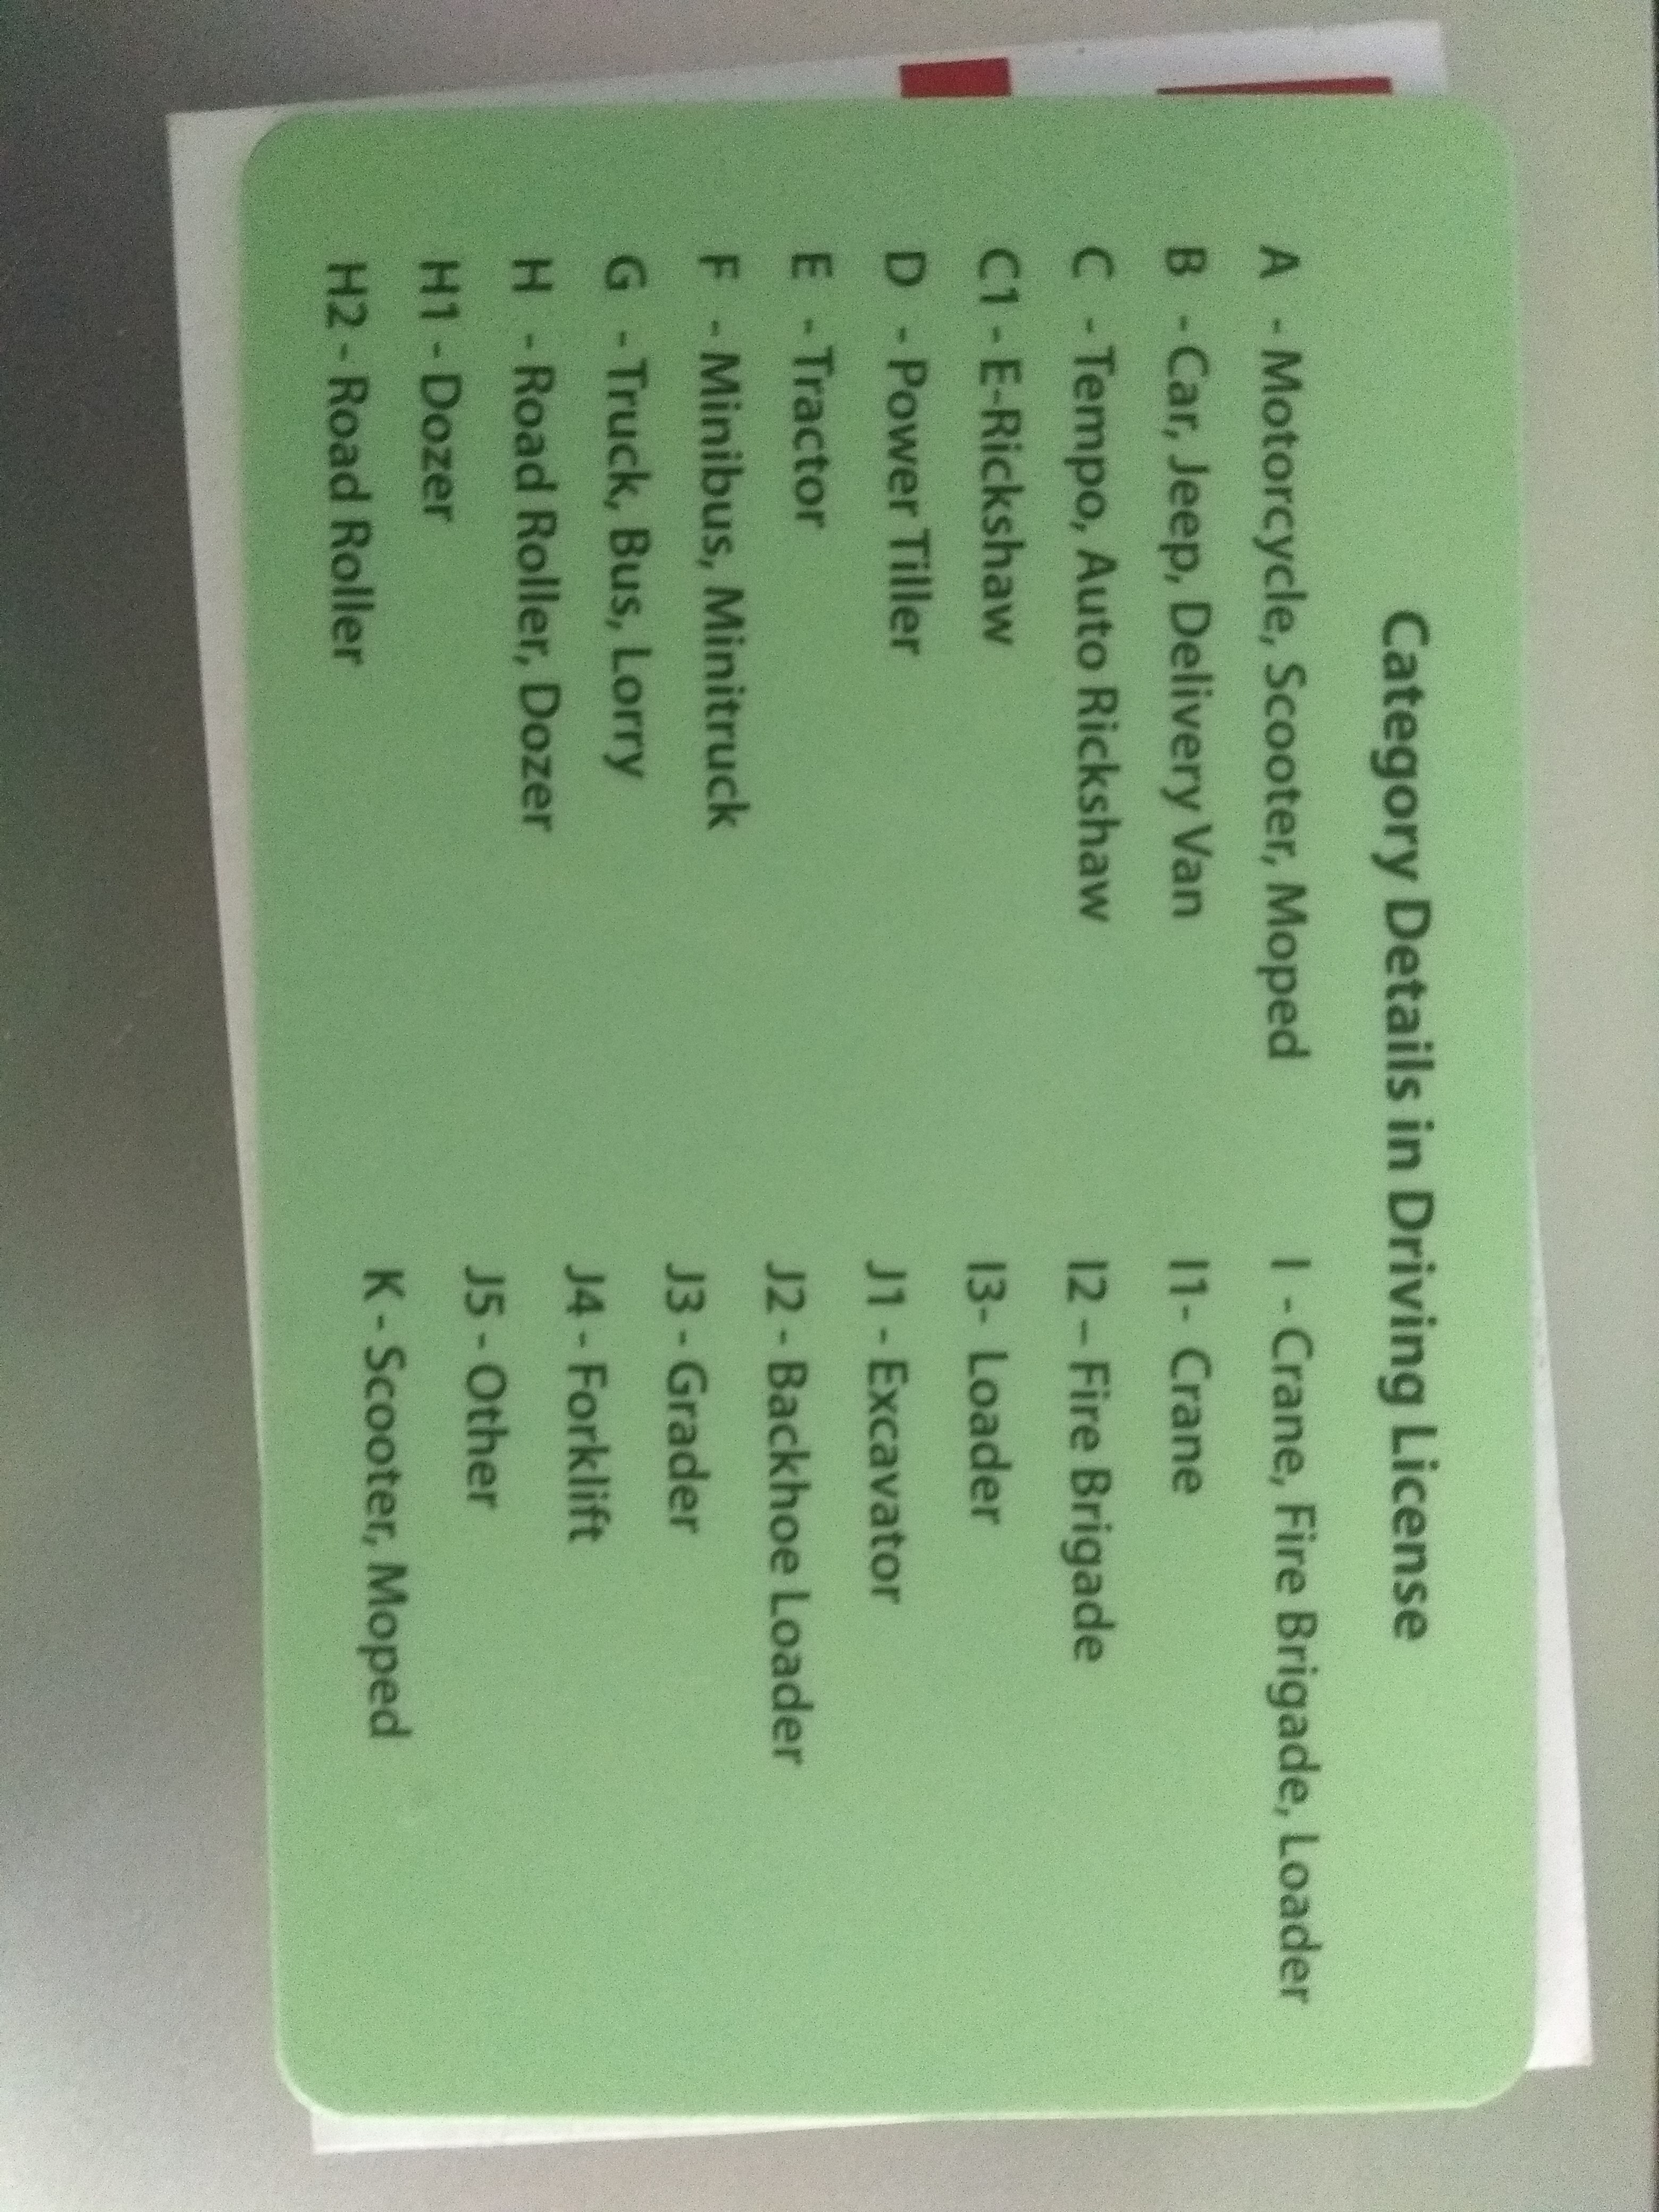 Category Details in Driving License
A - Motorcycle, Scooter, Moped
B - Car, Jeep, Delivery Van
C - Tempo, Auto Rickshaw
C1 - E-Rickshaw
D - Power Tiller
E - Tractor
F - Minibus, Minitruck
G - Truck, Bus, Lorry
H - Road Roller, Dozer
H1 - Dozer
H2 - Road Roller
I - Crane, Fire Brigade, Loader
I1- Crane
I2 – Fire Brigade
I3- Loader
J1 - Excavator
J2 - Backhoe Loader
J3 - Grader
J4 - Forklift
J5 - Other
K - Scooter, Moped